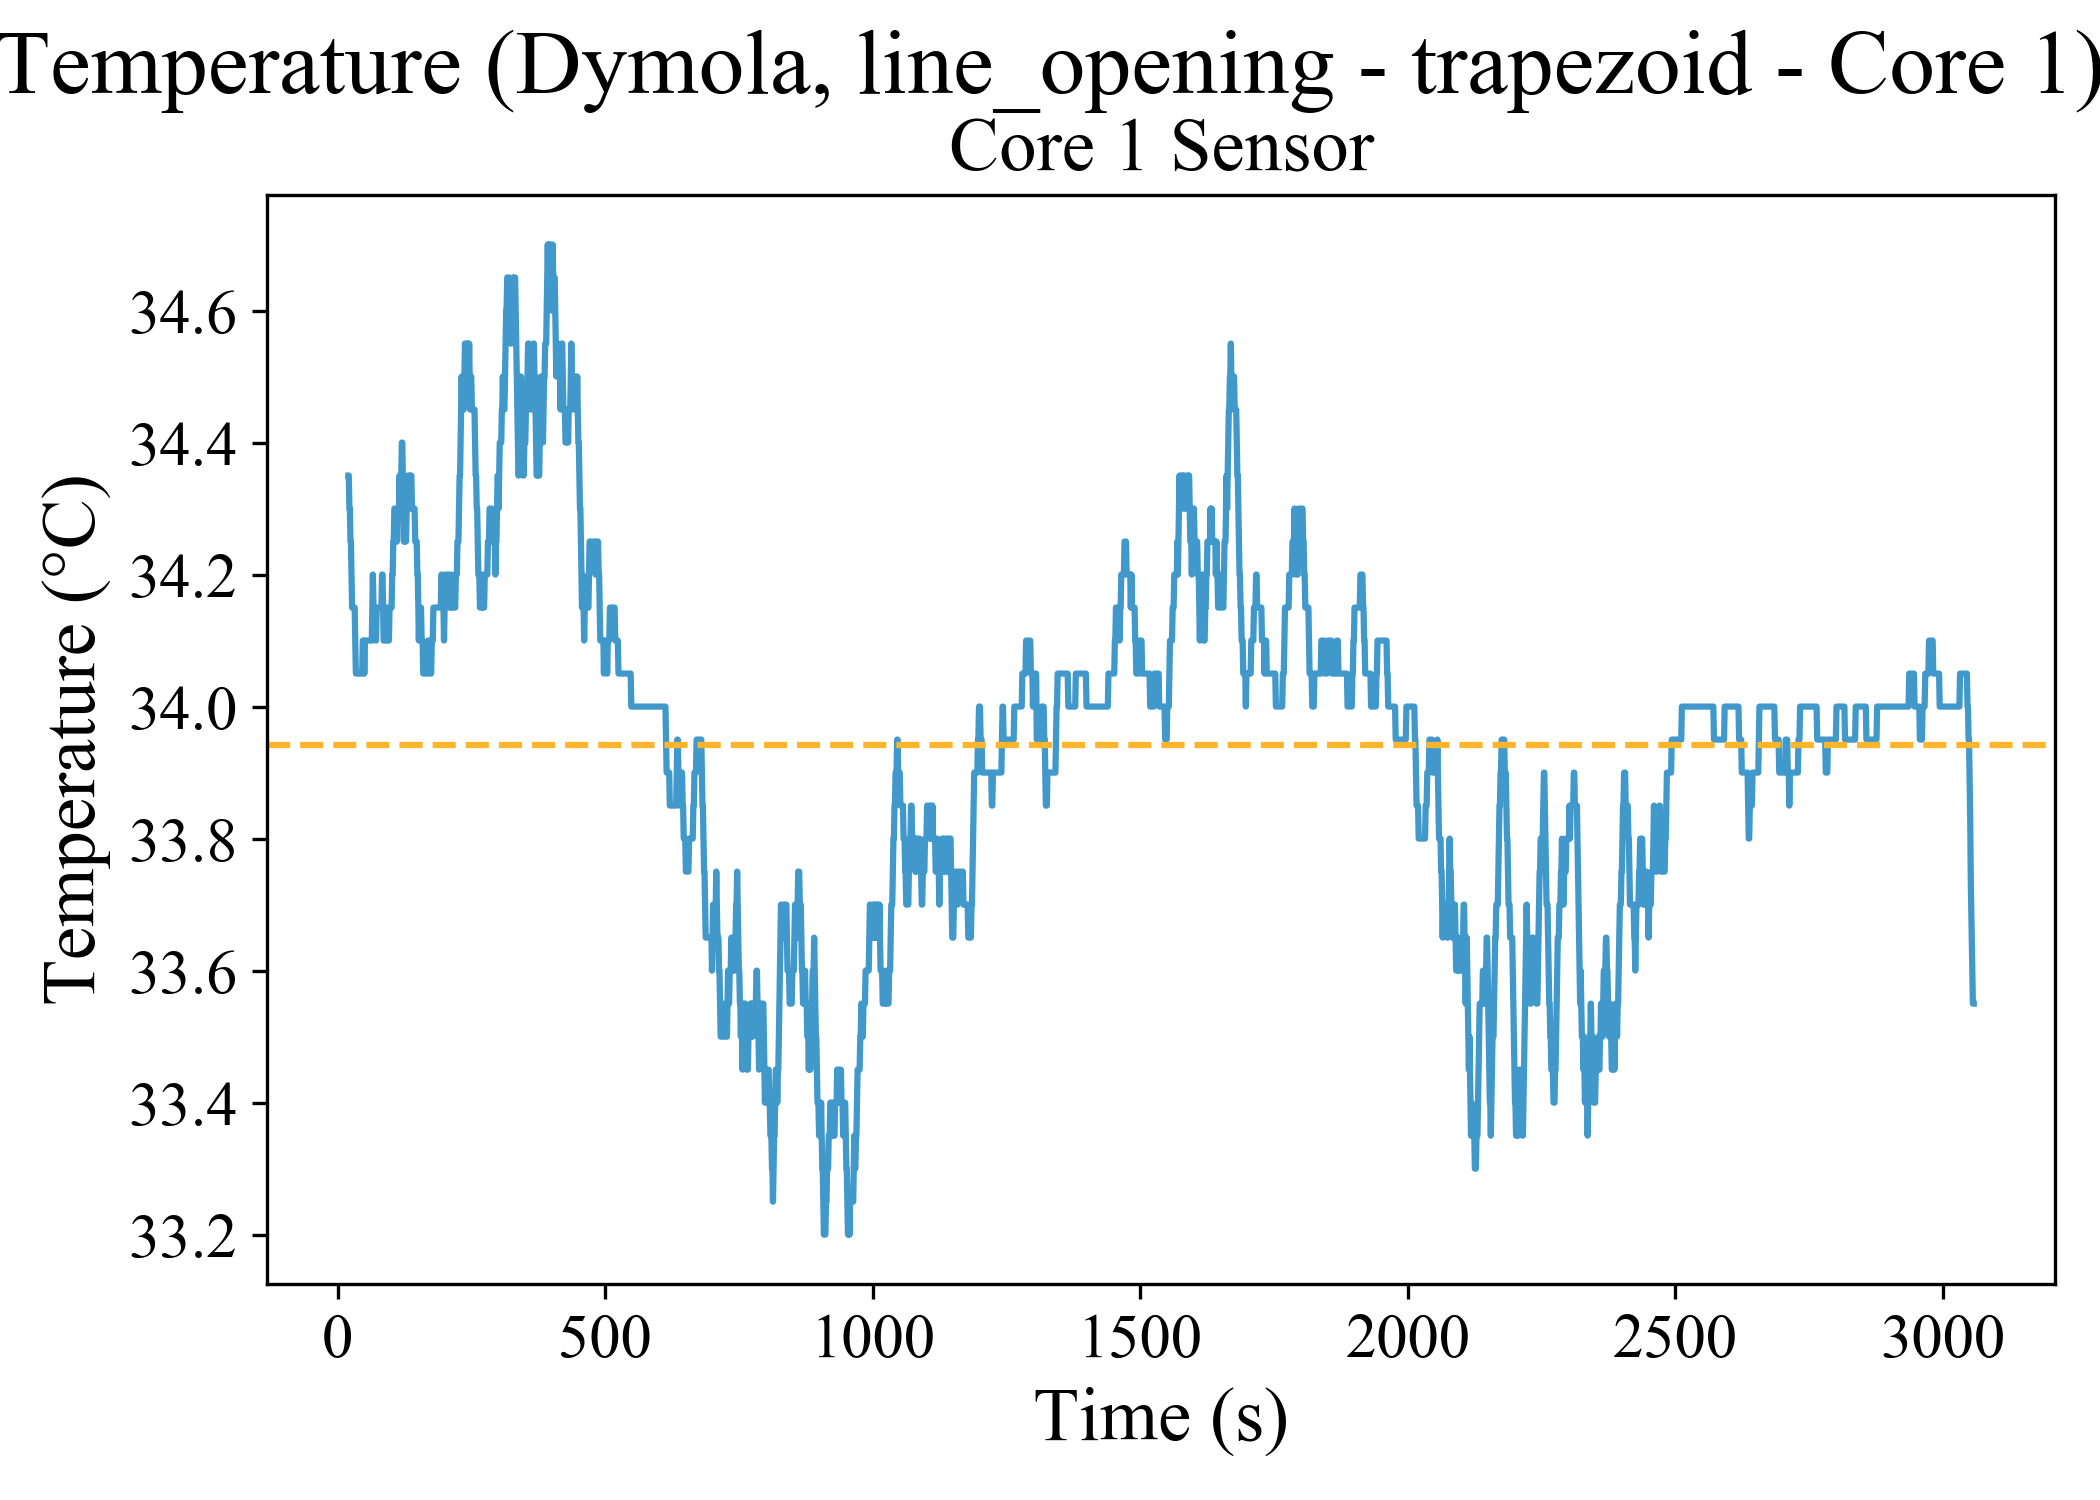 Temperature (Dymola, line_opening - trapezoid - Core 1)
Core 1 Sensor
Temperature (°C)
34.6
34.4
34.2
34.0
33.8
33.6
33.4
33.2
0 500 1000 1500 2000 2500 3000
Time (s)